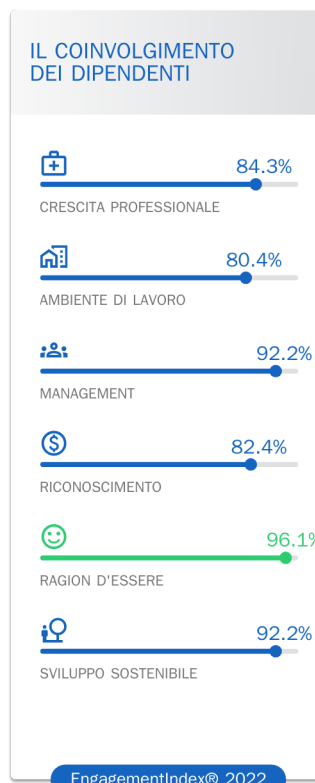 IL COINVOLGIMENTO
DEI DIPENDENTI
84.3%
CRESCITA PROFESSIONALE
80.4%
AMBIENTE DI LAVORO
92.2%
MANAGEMENT
82.4%
RICONOSCIMENTO
96.1%
RAGION D'ESSERE
92.2%
SVILUPPO SOSTENIBILE
EngagementIndex® 2022